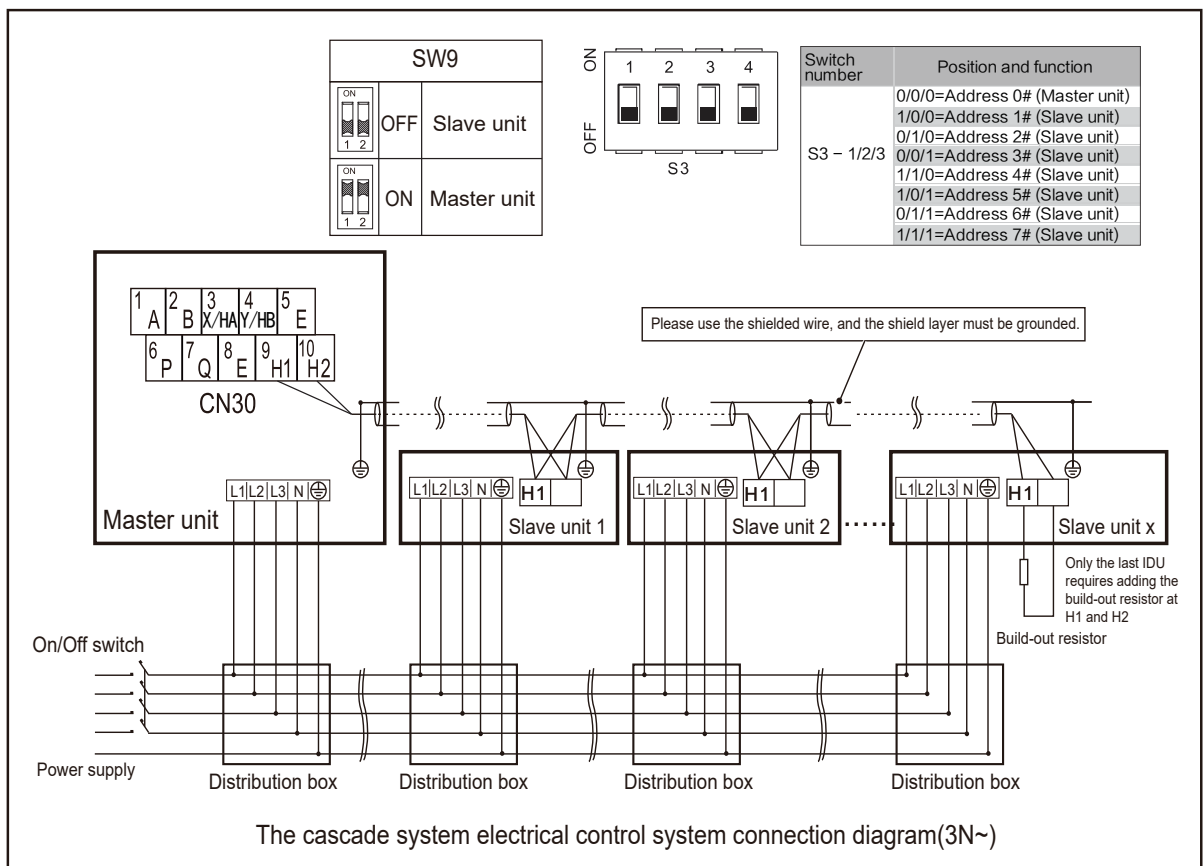 SW9
ON
1 2
OFF
Slave unit
ON
1 2
ON
Master unit
ON
OFF
1 2 3 4
S3
Switch number
Position and function
S3 – 1/2/3
0/0/0=Address 0# (Master unit)
1/0/0=Address 1# (Slave unit)
0/1/0=Address 2# (Slave unit)
0/0/1=Address 3# (Slave unit)
1/1/0=Address 4# (Slave unit)
1/0/1=Address 5# (Slave unit)
0/1/1=Address 6# (Slave unit)
1/1/1=Address 7# (Slave unit)
1 A 2 B 3 X/HA 4 Y/HB 5 E
6 P 7 Q 8 E 9 H1 10 H2
CN30
Please use the shielded wire, and the shield layer must be grounded.
L1 L2 L3 N
Master unit
L1 L2 L3 N
H1
Slave unit 1
L1 L2 L3 N
H1
Slave unit 2
L1 L2 L3 N
H1
Slave unit x
Only the last IDU
requires adding the
build-out resistor at
H1 and H2
Build-out resistor
On/Off switch
Power supply
Distribution box
Distribution box
Distribution box
Distribution box
The cascade system electrical control system connection diagram(3N~)